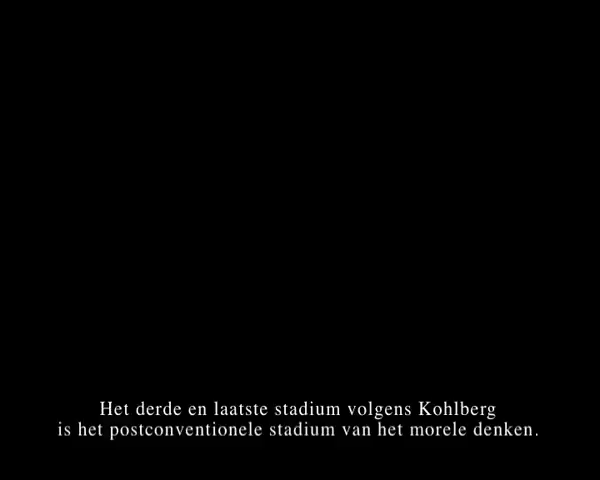 Het derde en laatste stadium volgens Kohlberg
is het postconventionele stadium van het morele denken.